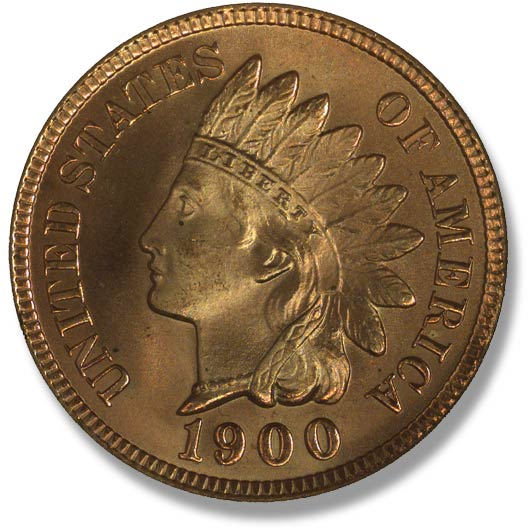 UNITED STATES OF AMERICA
LIBERTY
1900